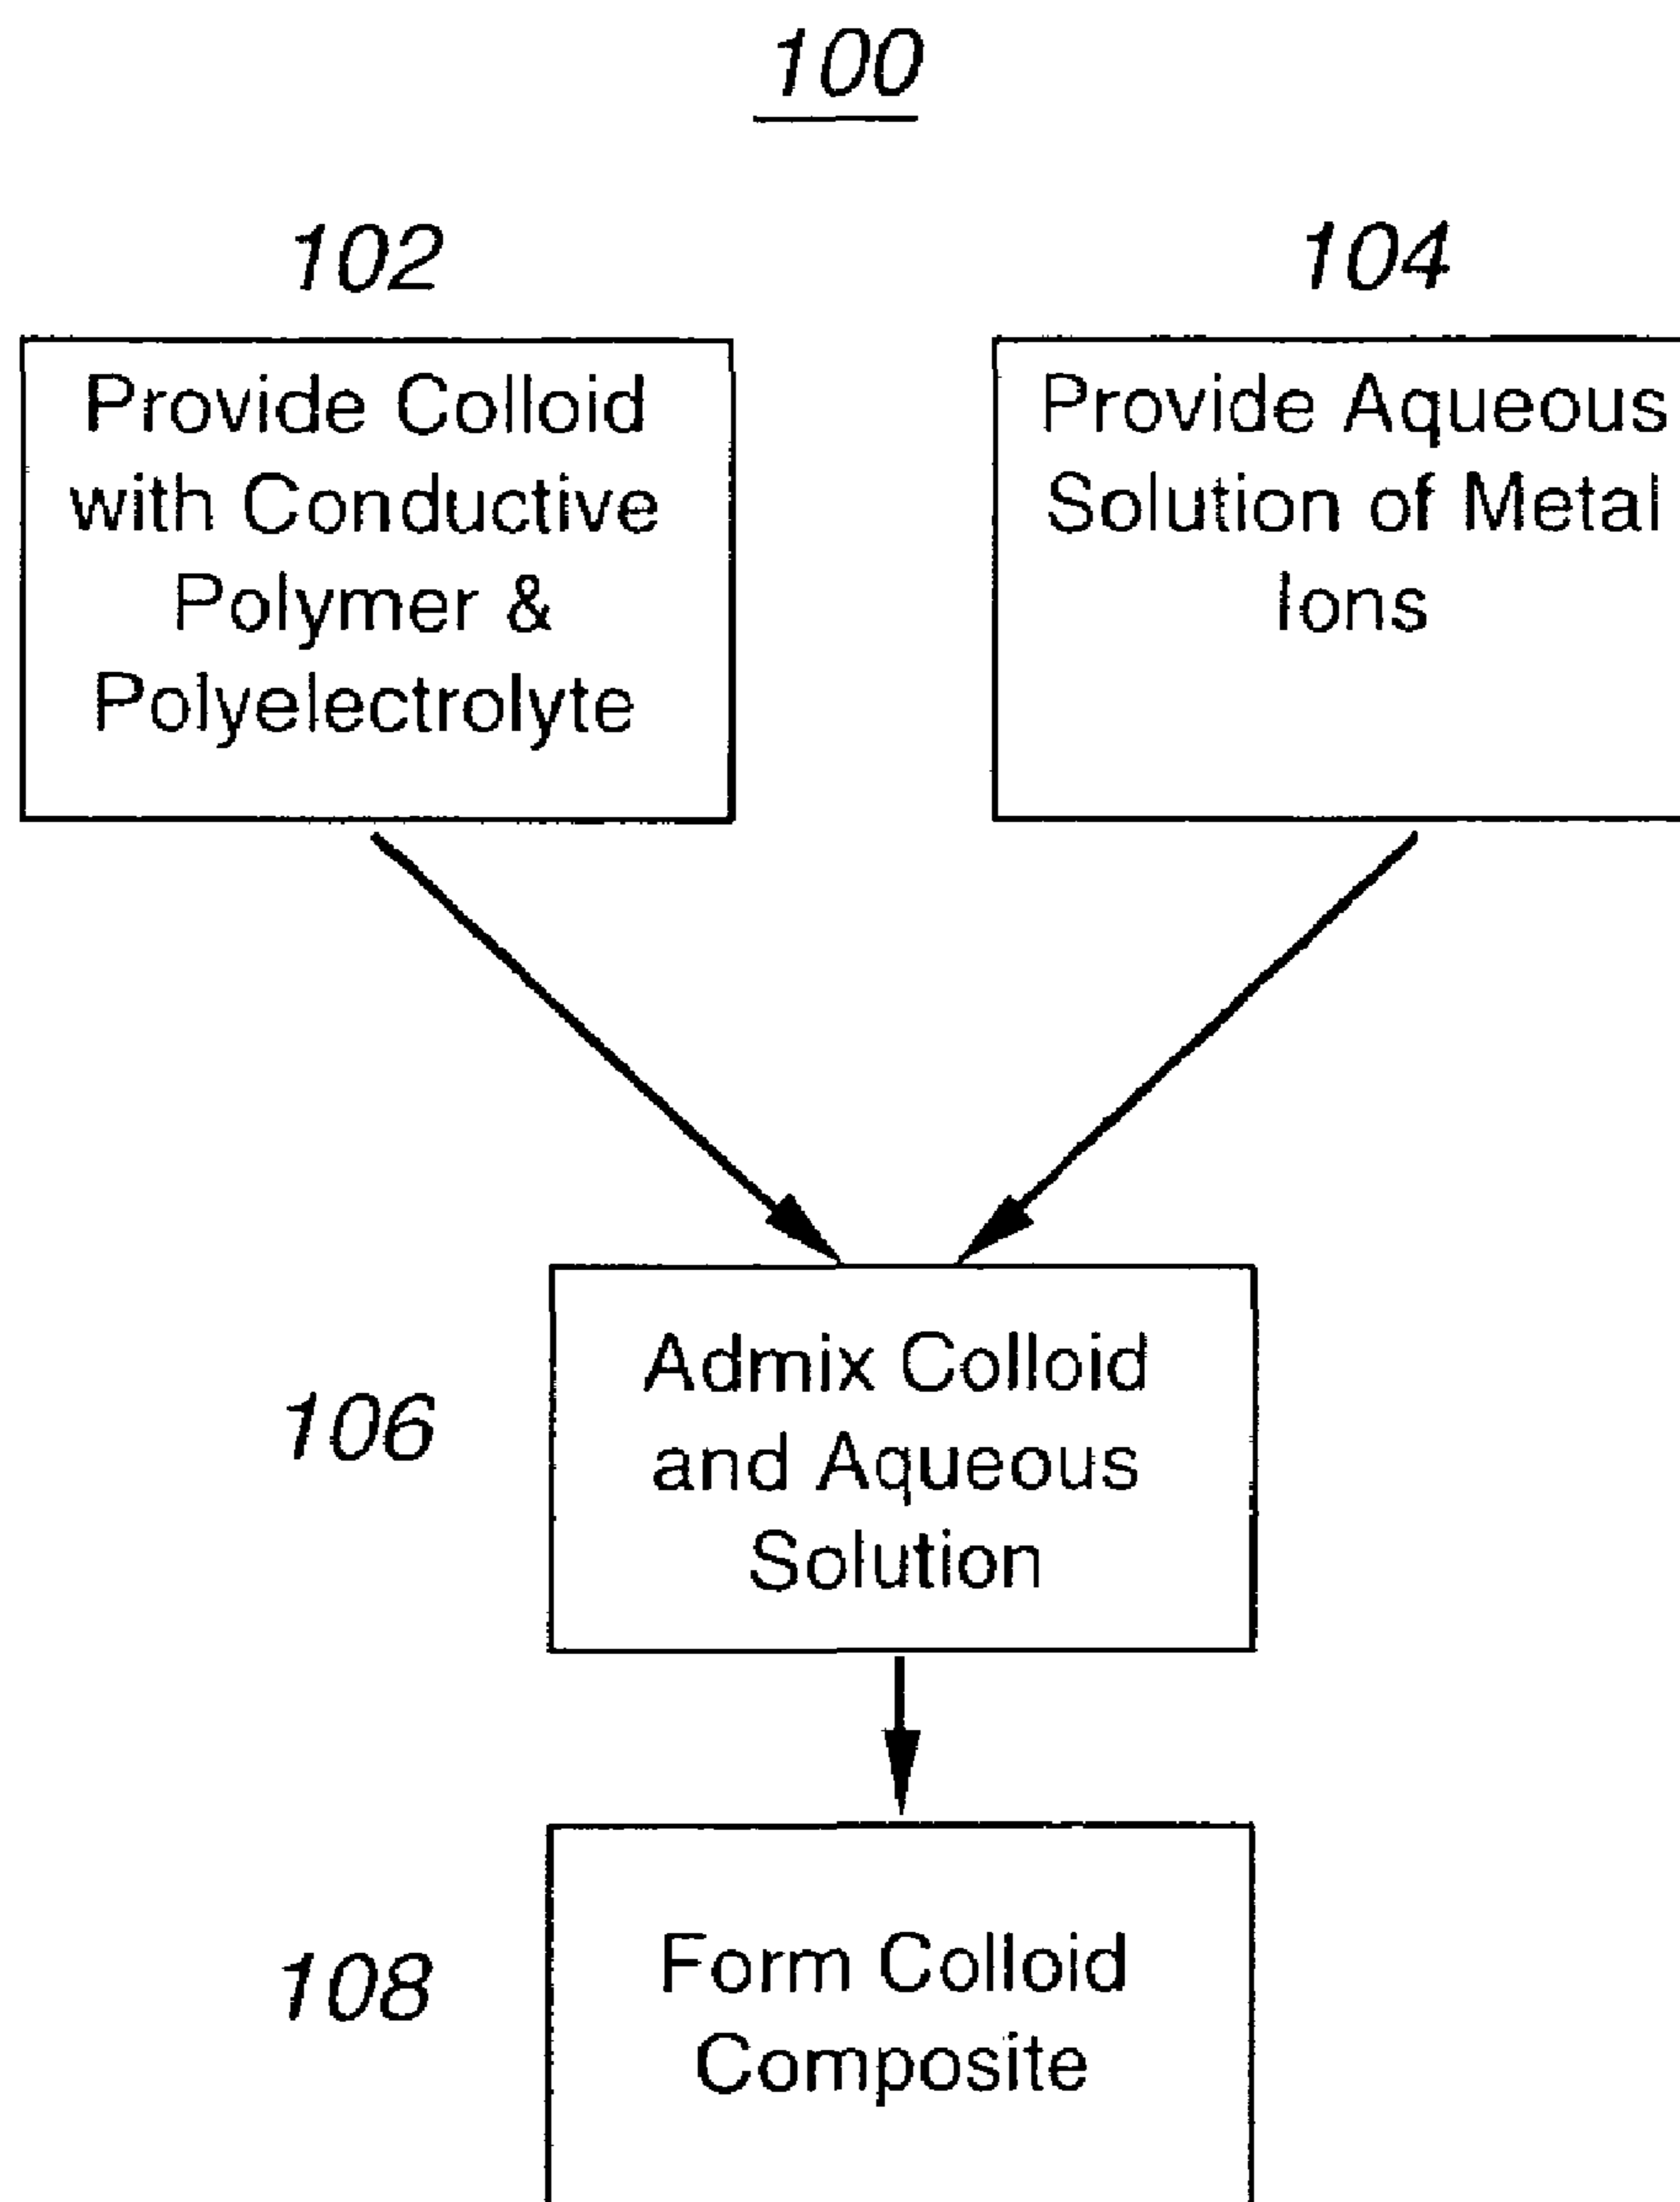 100
102
Provide Colloid
with Conductive
Polymer &
Polyelectrolyte
104
Provide Aqueous
Solution of Metal
Ions
106
Admix Colloid
and Aqueous
Solution
108
Form Colloid
Composite